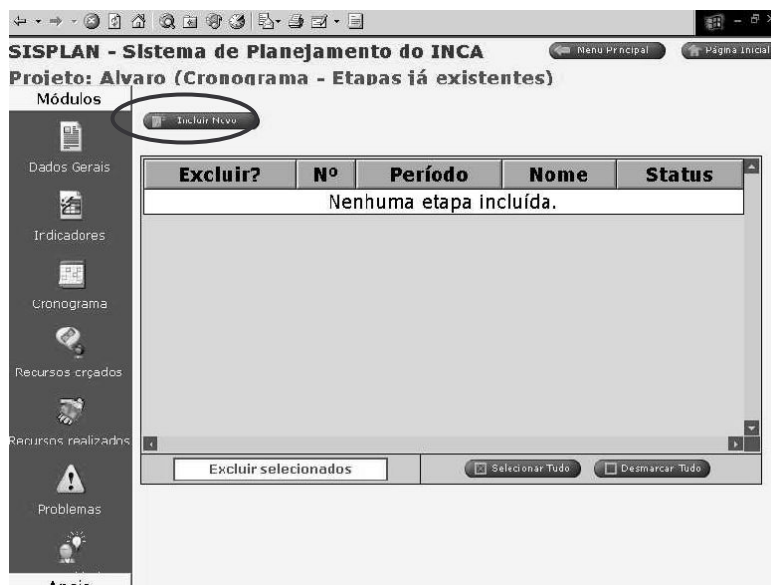 SISPLAN - Sistema de Planejamento do INCA
Menu Principal
Página Inicial
Projeto: Alvaro (Cronograma - Etapas já existentes)
Módulos
Incluir Novo
Dados Gerais
Excluir?
Nº
Período
Nome
Status
Nenhuma etapa incluída.
Indicadores
Cronograma
Recursos orçados
Recursos realizados
Excluir selecionados
Selecionar Tudo
Desmarcar Tudo
Problemas
Apoio